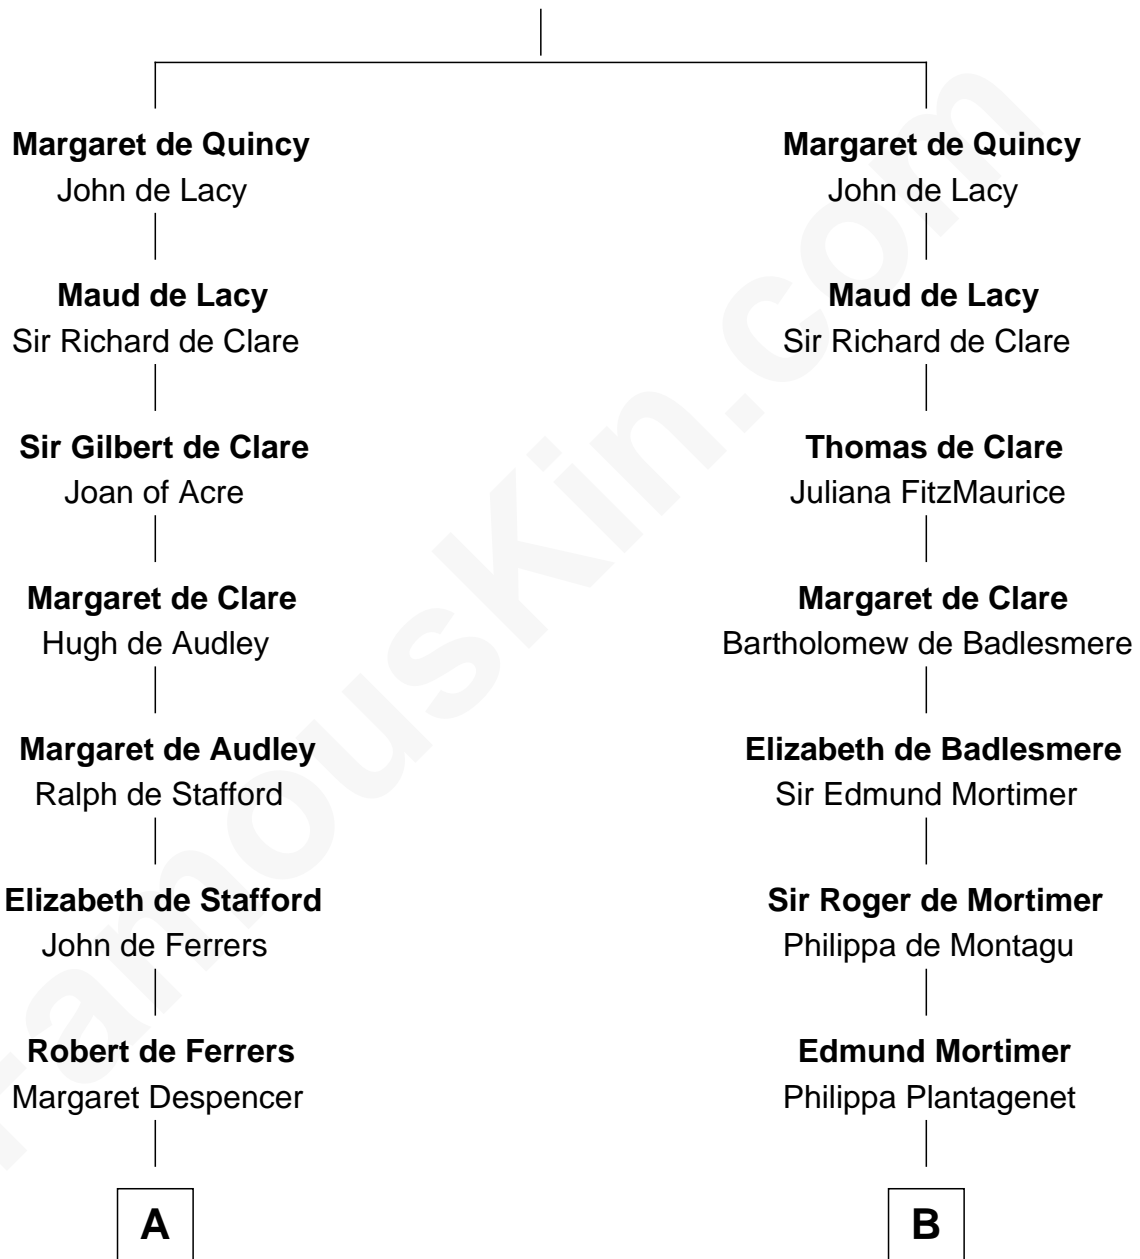 Margaret de Quincy
John de Lacy
Maud de Lacy
Sir Richard de Clare
Sir Gilbert de Clare
Joan of Acre
Margaret de Clare
Hugh de Audley
Margaret de Audley
Ralph de Stafford
Elizabeth de Stafford
John de Ferrers
Robert de Ferrers
Margaret Despencer
A
Margaret de Quincy
John de Lacy
Maud de Lacy
Sir Richard de Clare
Thomas de Clare
Juliana FitzMaurice
Margaret de Clare
Bartholomew de Badlesmere
Elizabeth de Badlesmere
Sir Edmund Mortimer
Sir Roger de Mortimer
Philippa de Montagu
Edmund Mortimer
Philippa Plantagenet
B
FamousKin.com